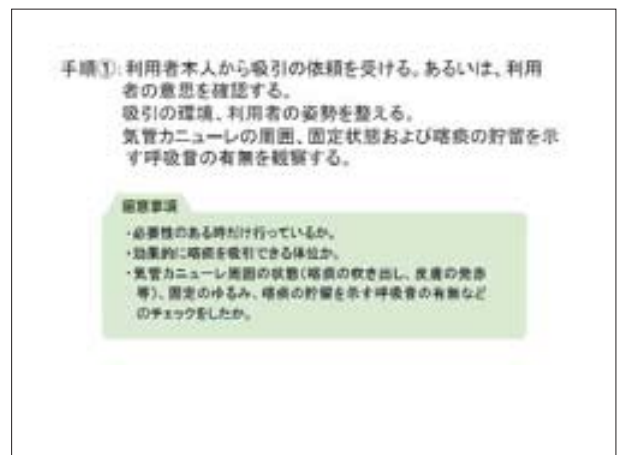 手順①:利用者本人から吸引の依頼を受ける。あるいは、利用
者の意思を確認する。
吸引の環境、利用者の姿勢を整える。
気管カニューレの周囲、固定状態および喀痰の貯留を示
す呼吸音の有無を観察する。
留意事項
・必要性のある時だけ行っているか。
・効果的に喀痰を吸引できる体位か。
・気管カニューレ周囲の状態(喀痰の吹き出し、皮膚の発赤
等)、固定のゆるみ、喀痰の貯留を示す呼吸音の有無など
のチェックをしたか。